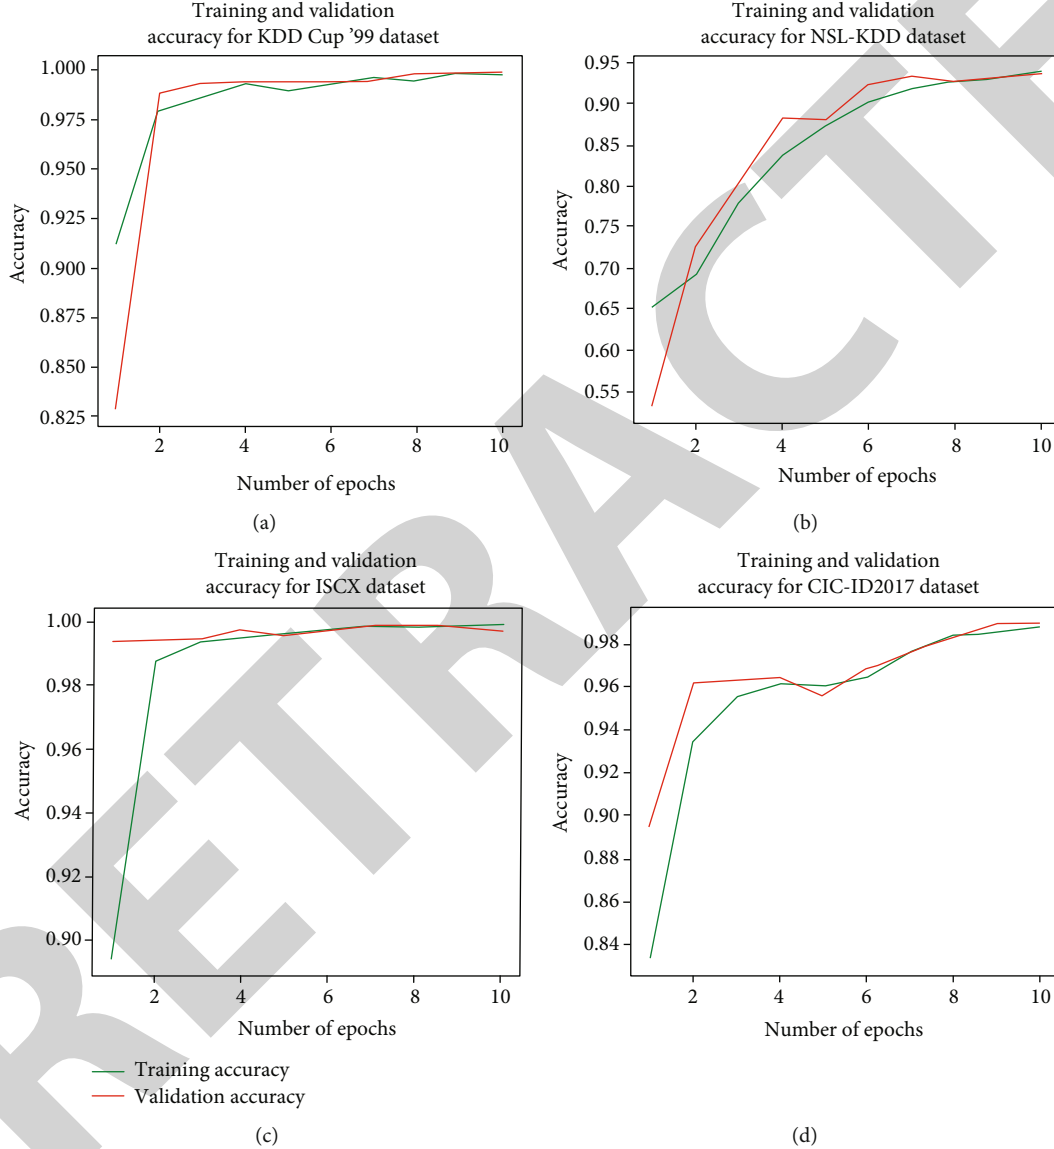 Training and validation
accuracy for KDD Cup ’99 dataset
1.000
0.975
0.950
0.925
0.900
0.875
0.850
0.825
Accuracy
2 4 6 8 10
Number of epochs
(a)
Training and validation
accuracy for NSL-KDD dataset
0.95
0.90
0.85
0.80
0.75
0.70
0.65
0.60
0.55
Accuracy
2 4 6 8 10
Number of epochs
(b)
Training and validation
accuracy for ISCX dataset
1.00
0.98
0.96
0.94
0.92
0.90
Accuracy
2 4 6 8 10
Number of epochs
Training accuracy
Validation accuracy
(c)
Training and validation
accuracy for CIC-ID2017 dataset
0.98
0.96
0.94
0.92
0.90
0.88
0.86
0.84
Accuracy
2 4 6 8 10
Number of epochs
(d)
RETRACTE